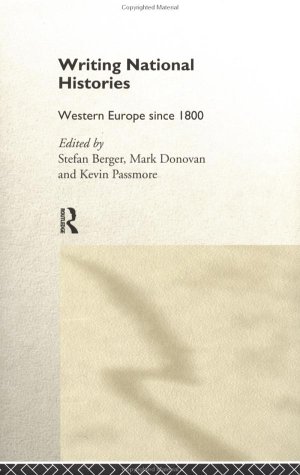 Copyrighted Material
Writing National
Histories
Western Europe since 1800
Edited by
Stefan Berger, Mark Donovan
and Kevin Passmore
ROUTLEDGE
Copyrighted Material